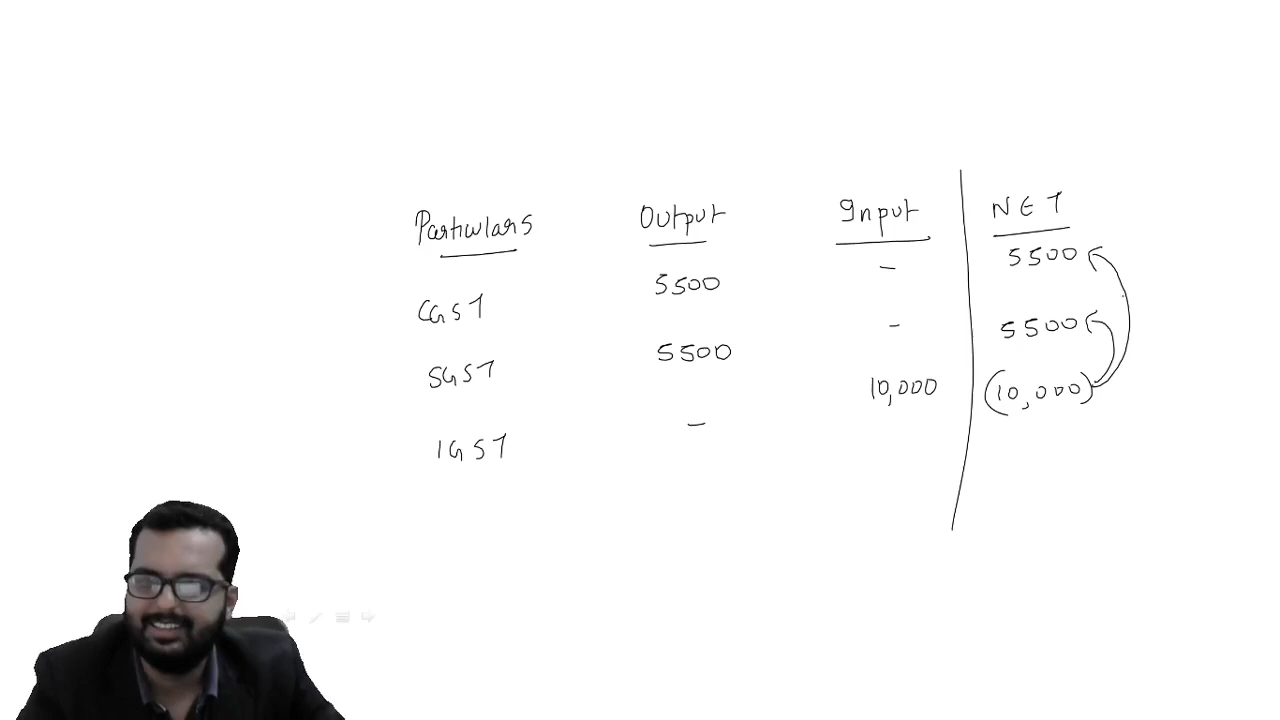 Particulars Output Input NET
CGST 5500 - 5500
SGST 5500 - 5500
IGST - 10,000 (10,000)